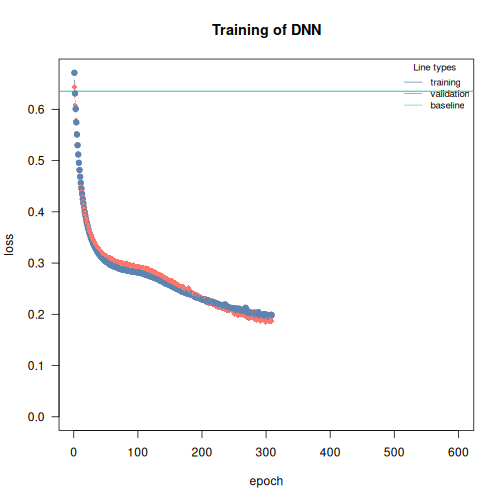 Training of DNN
Line types
training
validation
baseline
loss
0.6
0.5
0.4
0.3
0.2
0.1
0.0
0 100 200 300 400 500 600
epoch